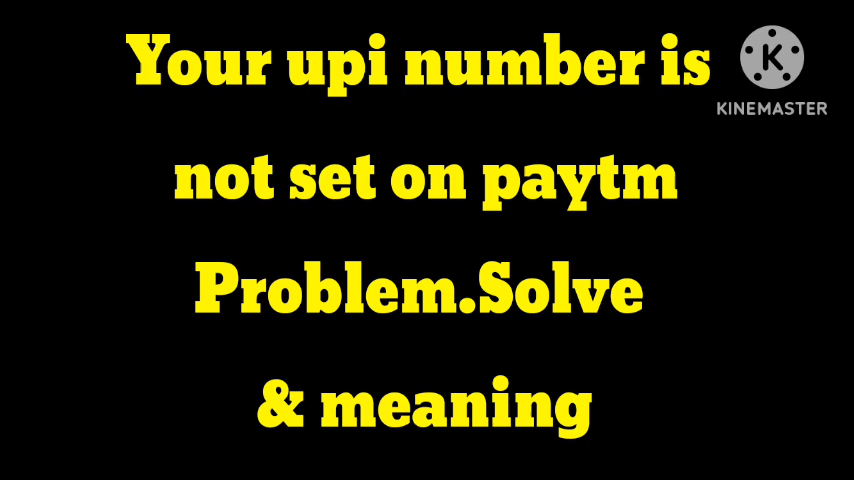 Your upi number is
K
KINEMASTER
not set on paytm
Problem.Solve
& meaning